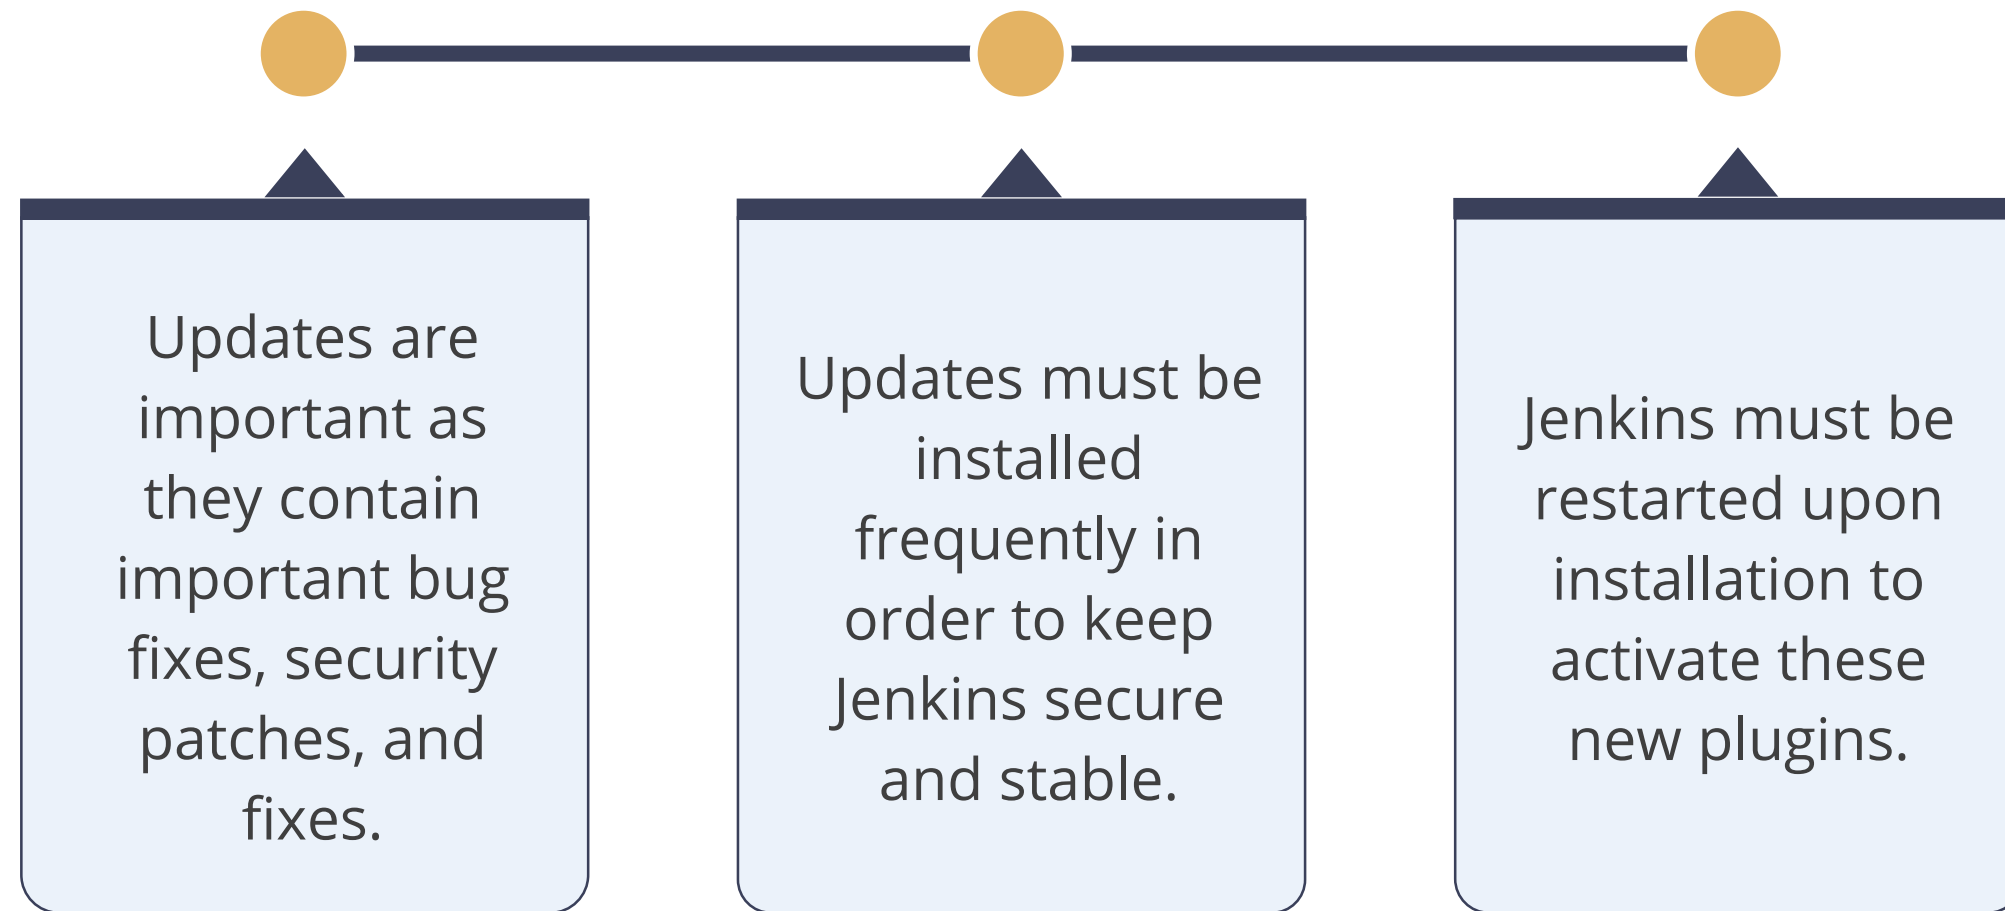 Updates are
important as
they contain
important bug
fixes, security
patches, and
fixes.
Updates must be
installed
frequently in
order to keep
Jenkins secure
and stable.
Jenkins must be
restarted upon
installation to
activate these
new plugins.